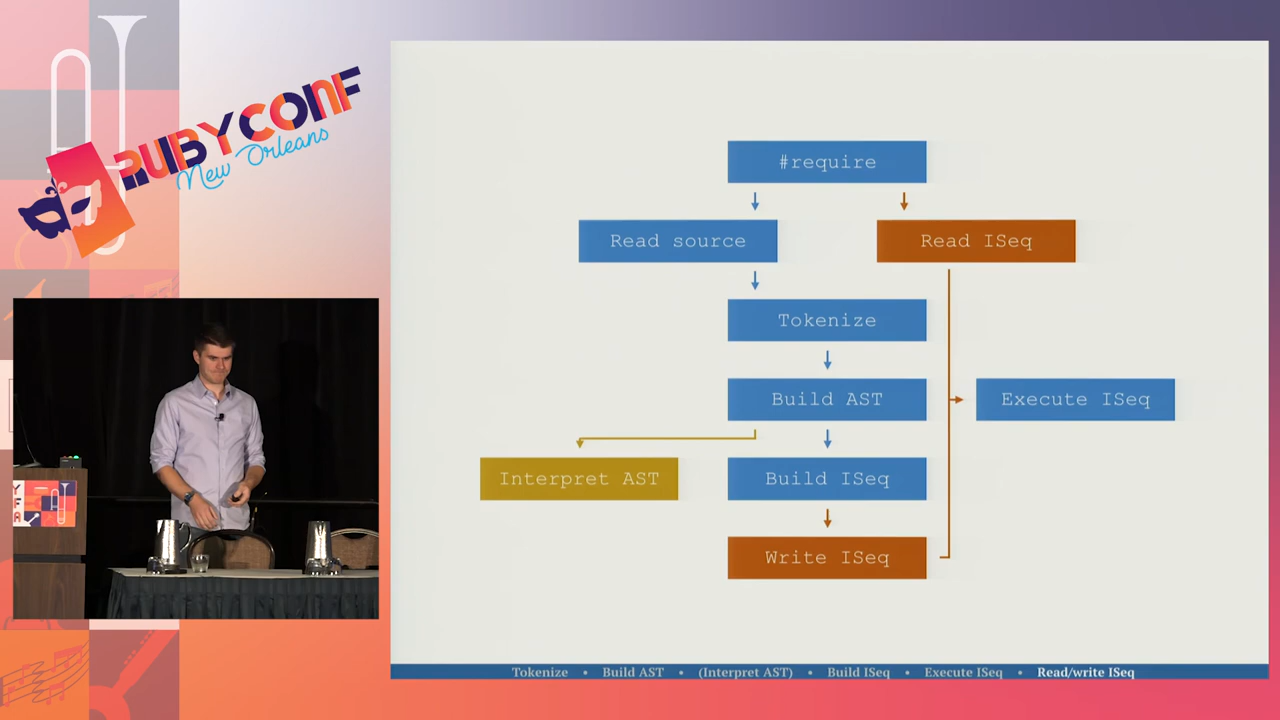 RUBYCONF
New Orleans
#require
Read source
Read ISeq
Tokenize
Build AST
Execute ISeq
Interpret AST
Build ISeq
Write ISeq
Tokenize • Build AST • (Interpret AST) • Build ISeq • Execute ISeq • Read/write ISeq